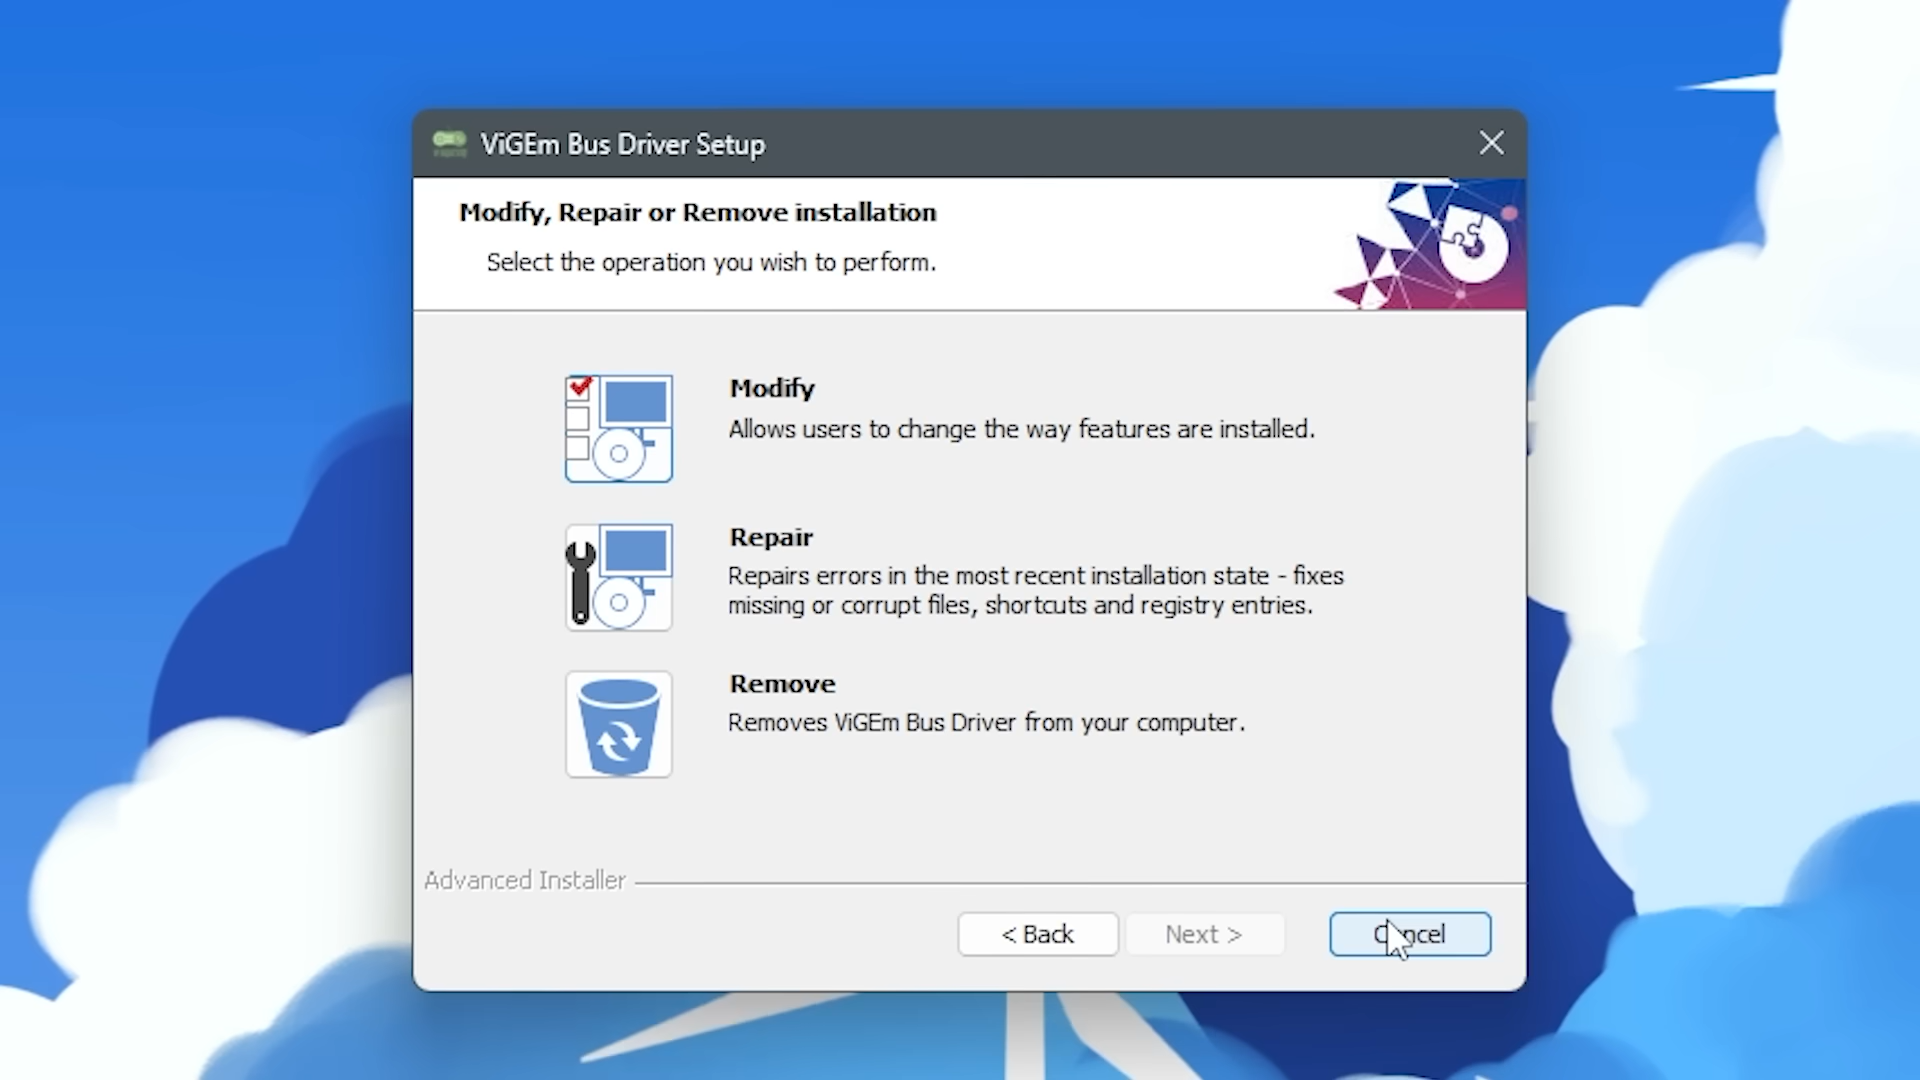 ViGEm Bus Driver Setup
Modify, Repair or Remove installation
Select the operation you wish to perform.
Modify
Allows users to change the way features are installed.
Repair
Repairs errors in the most recent installation state - fixes
missing or corrupt files, shortcuts and registry entries.
Remove
Removes ViGEm Bus Driver from your computer.
Advanced Installer
< Back
Next >
Cancel